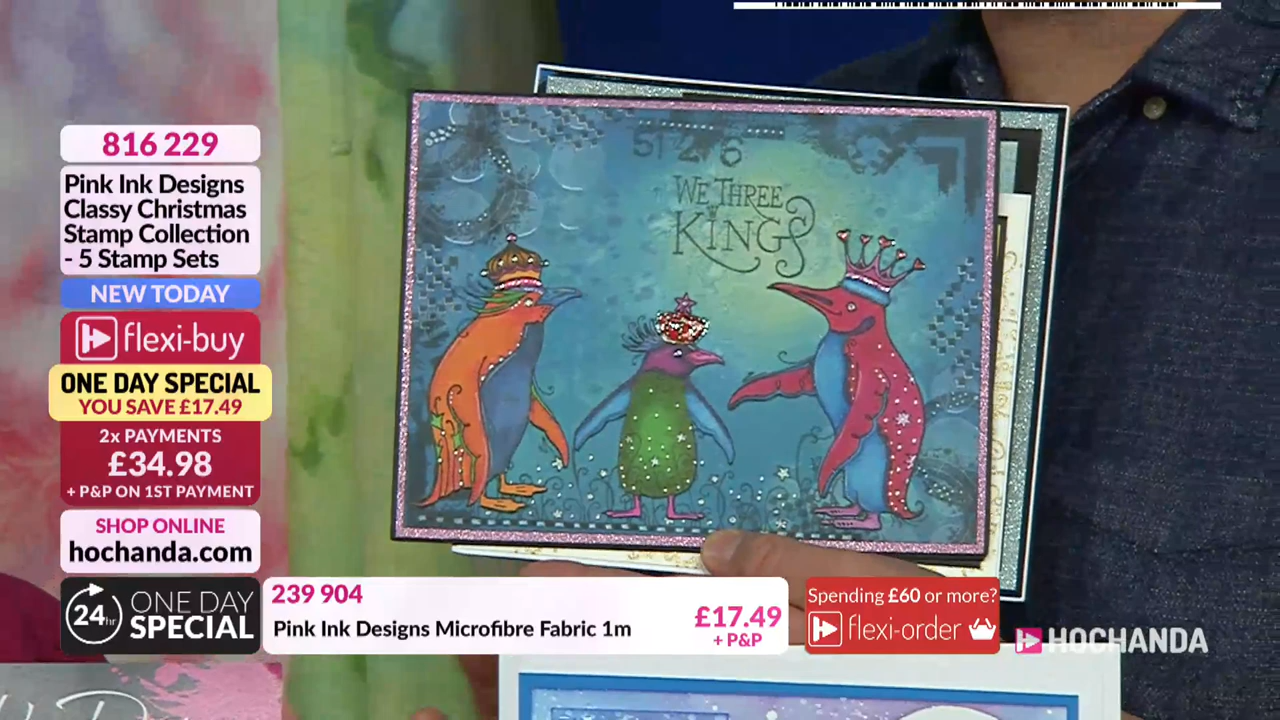 816 229
Pink Ink Designs
Classy Christmas
Stamp Collection
- 5 Stamp Sets
NEW TODAY
flexi-buy
ONE DAY SPECIAL
YOU SAVE £17.49
2x PAYMENTS
£34.98
+ P&P ON 1ST PAYMENT
SHOP ONLINE
hochanda.com
24hr ONE DAY
SPECIAL
239 904
Pink Ink Designs Microfibre Fabric 1m
£17.49
+ P&P
Spending £60 or more?
flexi-order
HOCHANDA
WE THREE
KINGS